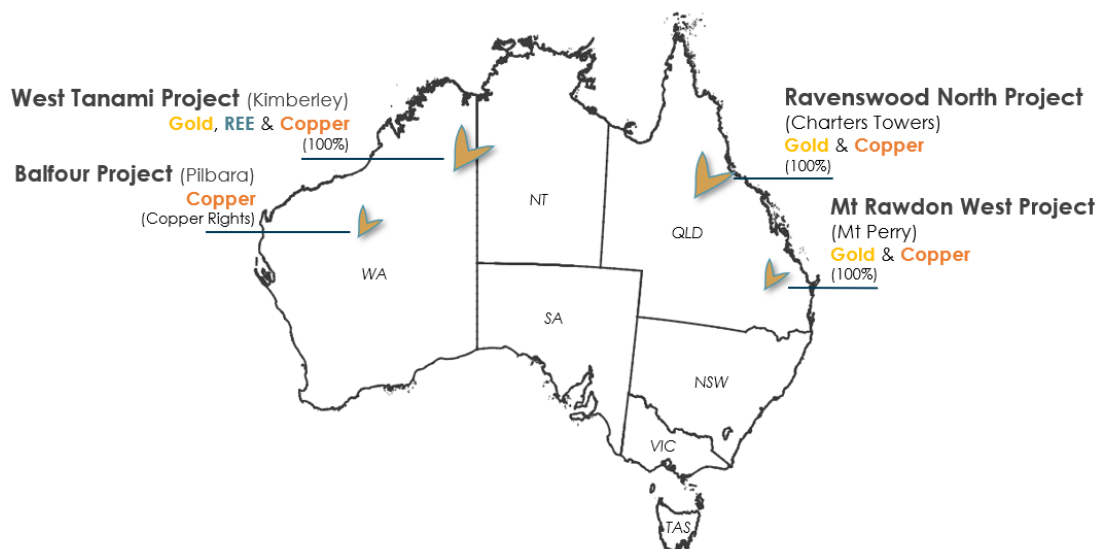 West Tanami Project (Kimberley)
Gold, REE & Copper
(100%)
Balfour Project (Pilbara)
Copper
(Copper Rights)
Ravenswood North Project
(Charters Towers)
Gold & Copper
(100%)
Mt Rawdon West Project
(Mt Perry)
Gold & Copper
(100%)
NT
QLD
WA
SA
NSW
VIC
TAS